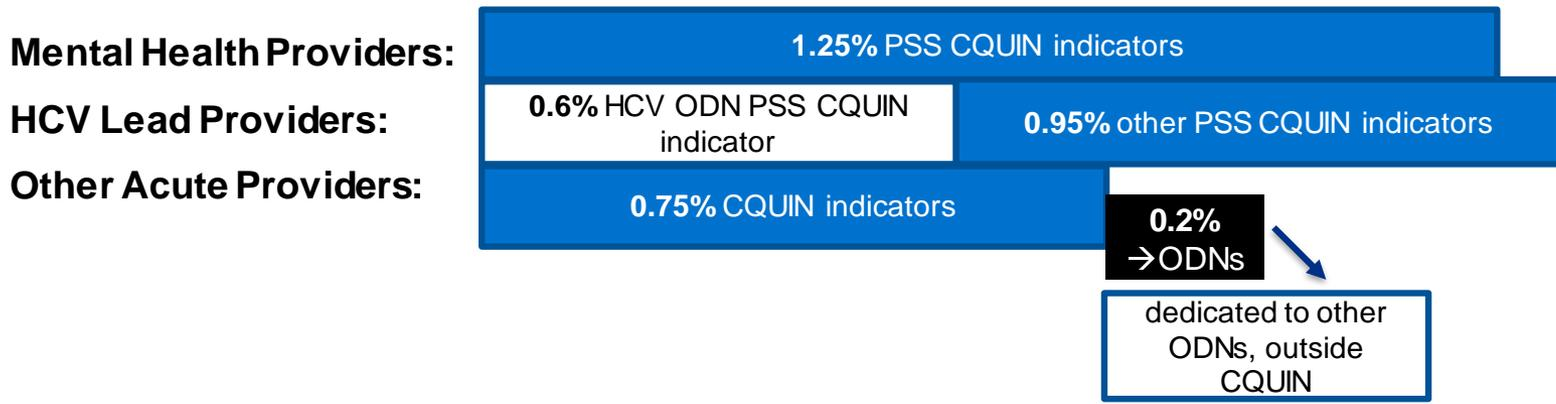 Mental Health Providers:
1.25% PSS CQUIN indicators
HCV Lead Providers:
0.6% HCV ODN PSS CQUIN
indicator
0.95% other PSS CQUIN indicators
Other Acute Providers:
0.75% CQUIN indicators
0.2%
→ODNs
dedicated to other
ODNs, outside
CQUIN